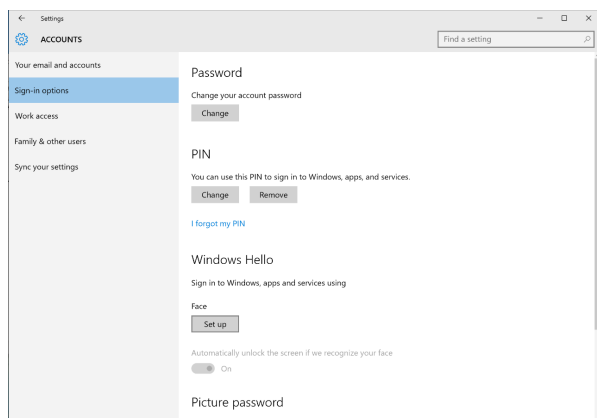 Settings
ACCOUNTS
Find a setting
Your email and accounts
Sign-in options
Work access
Family & other users
Sync your settings
Password
Change your account password
Change
PIN
You can use this PIN to sign in to Windows, apps, and services.
Change Remove
I forgot my PIN
Windows Hello
Sign in to Windows, apps and services using
Face
Set up
Automatically unlock the screen if we recognize your face
On
Picture password